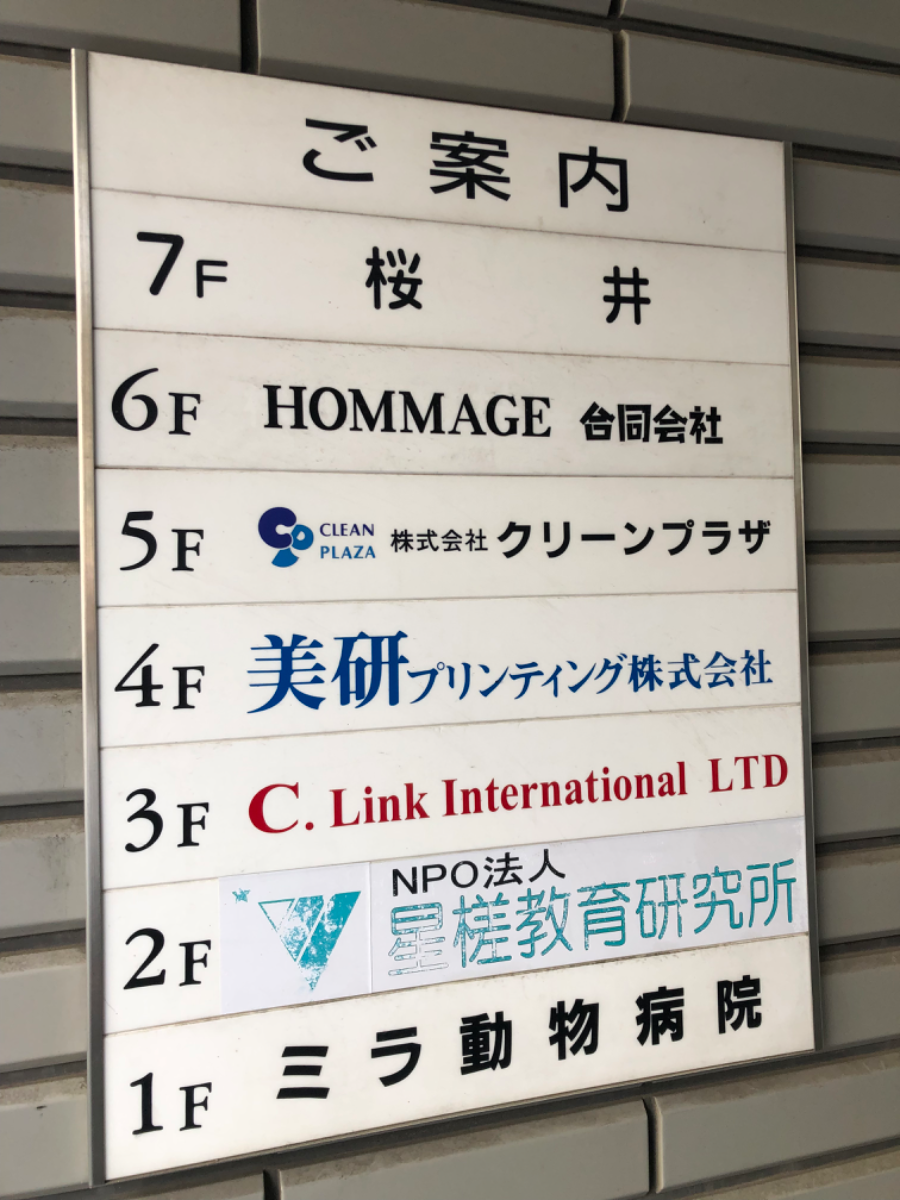 ご案内
7F 桜井
6F HOMMAGE 合同会社
5F CLEAN PLAZA 株式会社 クリーンプラザ
4F 美研プリンティング株式会社
3F C. Link International LTD
2F NPO法人
星槎教育研究所
1F ミラ動物病院